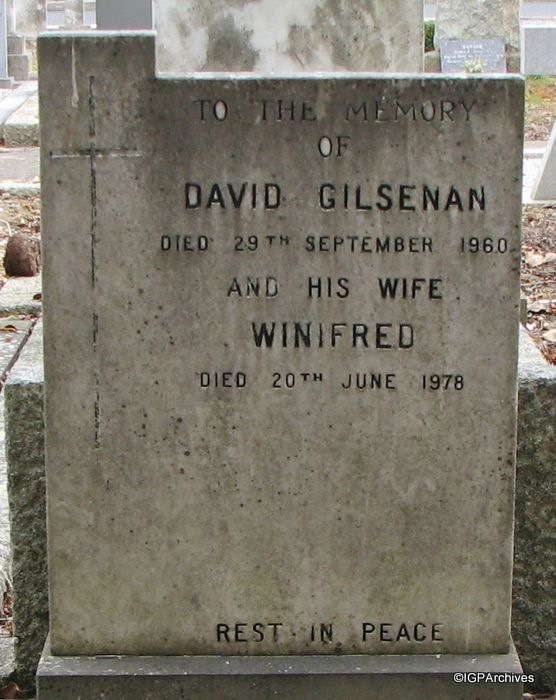 TO THE MEMORY
OF
DAVID GILSENAN
DIED 29TH SEPTEMBER 1960
AND HIS WIFE
WINIFRED
DIED 20TH JUNE 1978
REST IN PEACE
©IGPArchives